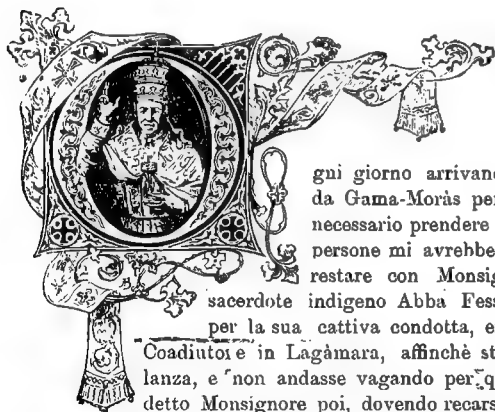 Ogni giorno arrivano
da Gama-Moràs per
necessario prendere
persone mi avrebbe
restare con Monsig
sacerdote indigeno Abba Fess
per la sua cattiva condotta, e
Coadiutore in Lagàmara, affinchè st
lanza, e non andasse vagando per q
detto Monsignore poi, dovendo recars